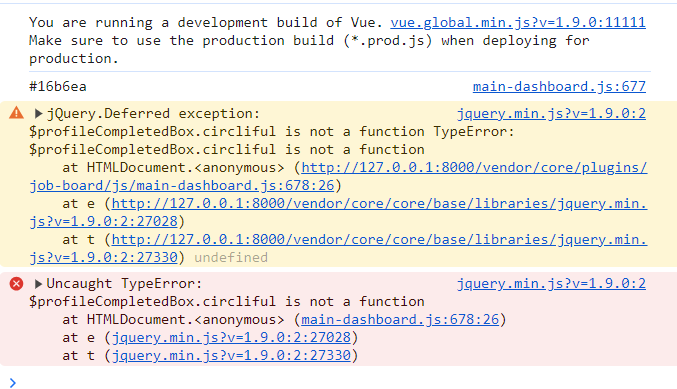 You are running a development build of Vue. vue.global.min.js?v=1.9.0:11111
Make sure to use the production build (*.prod.js) when deploying for
production.
#16b6ea main-dashboard.js:677
jQuery.Deferred exception: jquery.min.js?v=1.9.0:2
$profileCompletedBox.circliful is not a function TypeError:
$profileCompletedBox.circliful is not a function
at HTMLDocument.<anonymous> (http://127.0.0.1:8000/vendor/core/plugins/
job-board/js/main-dashboard.js:678:26)
at e (http://127.0.0.1:8000/vendor/core/core/base/libraries/jquery.min.
js?v=1.9.0:2:27028)
at t (http://127.0.0.1:8000/vendor/core/core/base/libraries/jquery.min.
js?v=1.9.0:2:27330) undefined
Uncaught TypeError: jquery.min.js?v=1.9.0:2
$profileCompletedBox.circliful is not a function
at HTMLDocument.<anonymous> (main-dashboard.js:678:26)
at e (jquery.min.js?v=1.9.0:2:27028)
at t (jquery.min.js?v=1.9.0:2:27330)